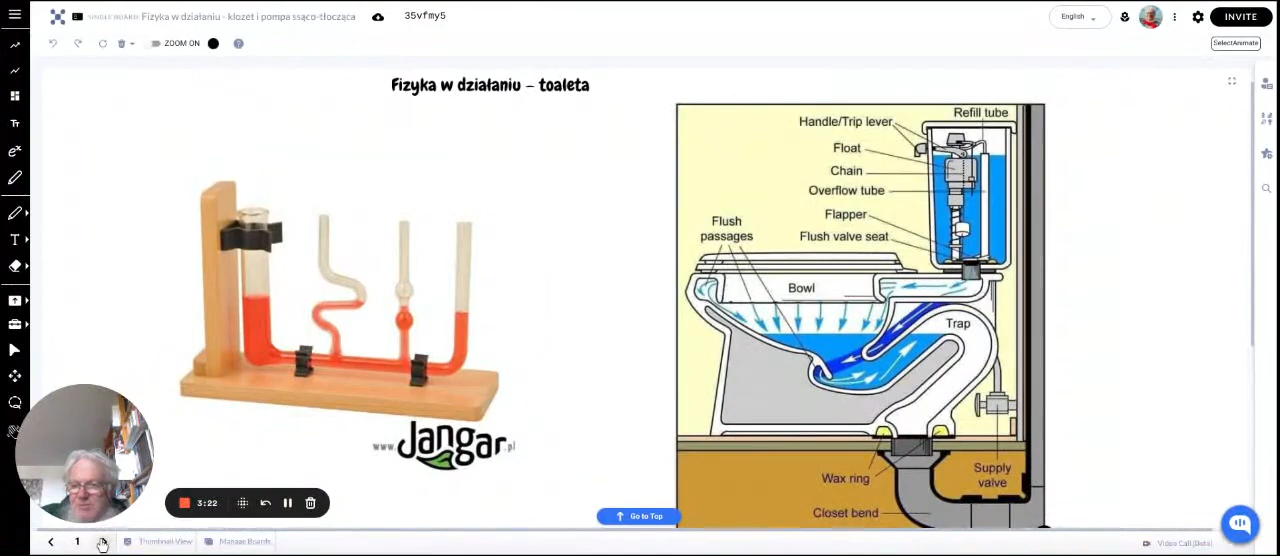 SINGLE BOARD: Fizyka w działaniu - klozet i pompa ssąco-tłocząca
35vfmy5
English
INVITE
ZOOM ON
SelectAnimate
Fizyka w działaniu – toaleta
Handle/Trip lever
Refill tube
Float
Chain
Overflow tube
Flapper
Flush valve seat
Flush
passages
Bowl
Trap
Wax ring
Supply
valve
Closet bend
www.Jangar.pl
3:22
Go to Top
1
Thumbnail View
Manage Boards
Video Call(Beta)